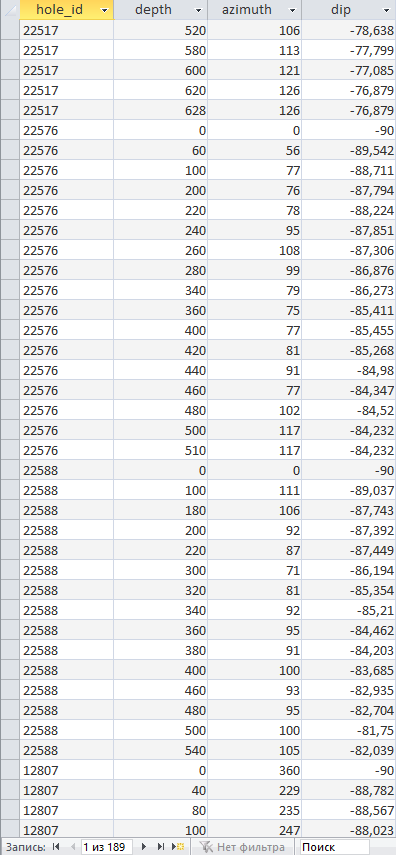 hole_id depth azimuth dip
22517 520 106 -78,638
22517 580 113 -77,799
22517 600 121 -77,085
22517 620 126 -76,879
22517 628 126 -76,879
22576 0 0 -90
22576 60 56 -89,542
22576 100 77 -88,711
22576 200 76 -87,794
22576 220 78 -88,224
22576 240 95 -87,851
22576 260 108 -87,306
22576 280 99 -86,876
22576 340 79 -86,273
22576 360 75 -85,411
22576 400 77 -85,455
22576 420 81 -85,268
22576 440 91 -84,98
22576 460 77 -84,347
22576 480 102 -84,52
22576 500 117 -84,232
22576 510 117 -84,232
22588 0 0 -90
22588 100 111 -89,037
22588 180 106 -87,743
22588 200 92 -87,392
22588 220 87 -87,449
22588 300 71 -86,194
22588 320 81 -85,354
22588 340 92 -85,21
22588 360 95 -84,462
22588 380 91 -84,203
22588 400 100 -83,685
22588 460 93 -82,935
22588 480 95 -82,704
22588 500 100 -81,75
22588 540 105 -82,039
12807 0 360 -90
12807 40 229 -88,782
12807 80 235 -88,567
12807 100 247 -88,023
Запись: 1 из 189 Нет фильтра Поиск